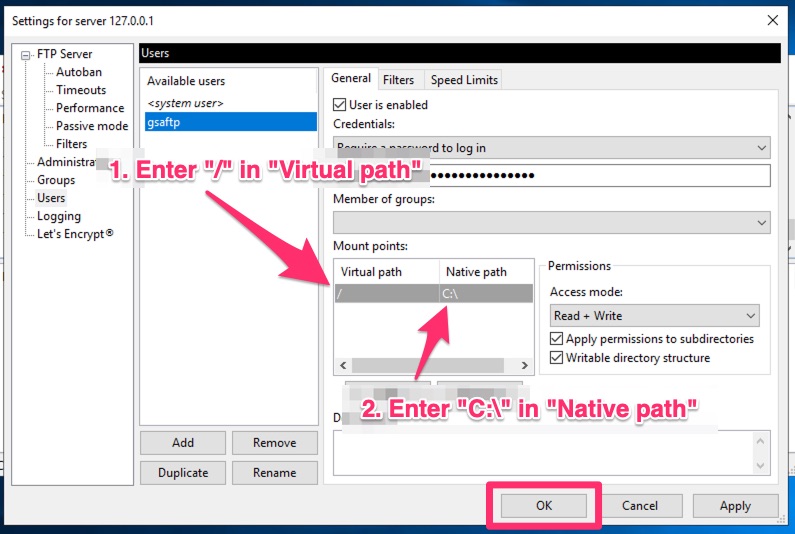 Settings for server 127.0.0.1
FTP Server
Autoban
Timeouts
Performance
Passive mode
Filters
Groups
Users
Logging
Let's Encrypt®
Users
Available users
<system user>
gsaftp
Add
Remove
Duplicate
Rename
General
Filters
Speed Limits
User is enabled
Credentials:
Require a password to log in
1. Enter "/" in "Virtual path"
Member of groups:
Mount points:
Virtual path
Native path
/
C:\
Permissions
Access mode:
Read + Write
Apply permissions to subdirectories
Writable directory structure
2. Enter "C:\" in "Native path"
OK
Cancel
Apply